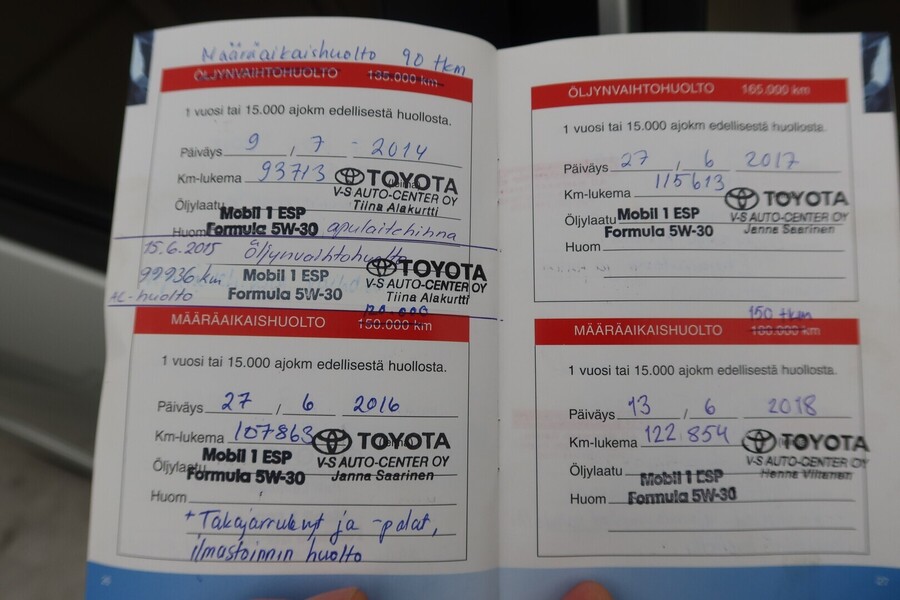 Määräaikaishuolto 90 tkm
ÖLJYNVAIHTOHUOLTO 135.000 km
1 vuosi tai 15.000 ajokm edellisestä huollosta.
Päiväys 9 / 7 - 2014
Km-lukema 93713
TOYOTA
V-S AUTO-CENTER OY
Tiina Alakurtti
Öljylaatu Mobil 1 ESP
Formula 5W-30
Huom apulaitehihna
15.6.2015 Öljynvaihtohuolto
99936 km Mobil 1 ESP
Formula 5W-30
TOYOTA
V-S AUTO-CENTER OY
Tiina Alakurtti
AC-huolto
MÄÄRÄAIKAISHUOLTO 150.000 km
1 vuosi tai 15.000 ajokm edellisestä huollosta.
Päiväys 27 / 6 2016
Km-lukema 107863
TOYOTA
V-S AUTO-CENTER OY
Janna Saarinen
Öljylaatu Mobil 1 ESP
Formula 5W-30
Huom
+ Takajarrulevyt ja -palat,
ilmastoinnin huolto
ÖLJYNVAIHTOHUOLTO 165.000 km
1 vuosi tai 15.000 ajokm edellisestä huollosta.
Päiväys 27 / 6 2017
Km-lukema 115613
TOYOTA
V-S AUTO-CENTER OY
Janna Saarinen
Öljylaatu Mobil 1 ESP
Formula 5W-30
Huom
150 tkm
MÄÄRÄAIKAISHUOLTO 180.000 km
1 vuosi tai 15.000 ajokm edellisestä huollosta.
Päiväys 13 / 6 2018
Km-lukema 122 854
TOYOTA
V-S AUTO-CENTER OY
Henna Viltanen
Öljylaatu Mobil 1 ESP
Formula 5W-30
Huom